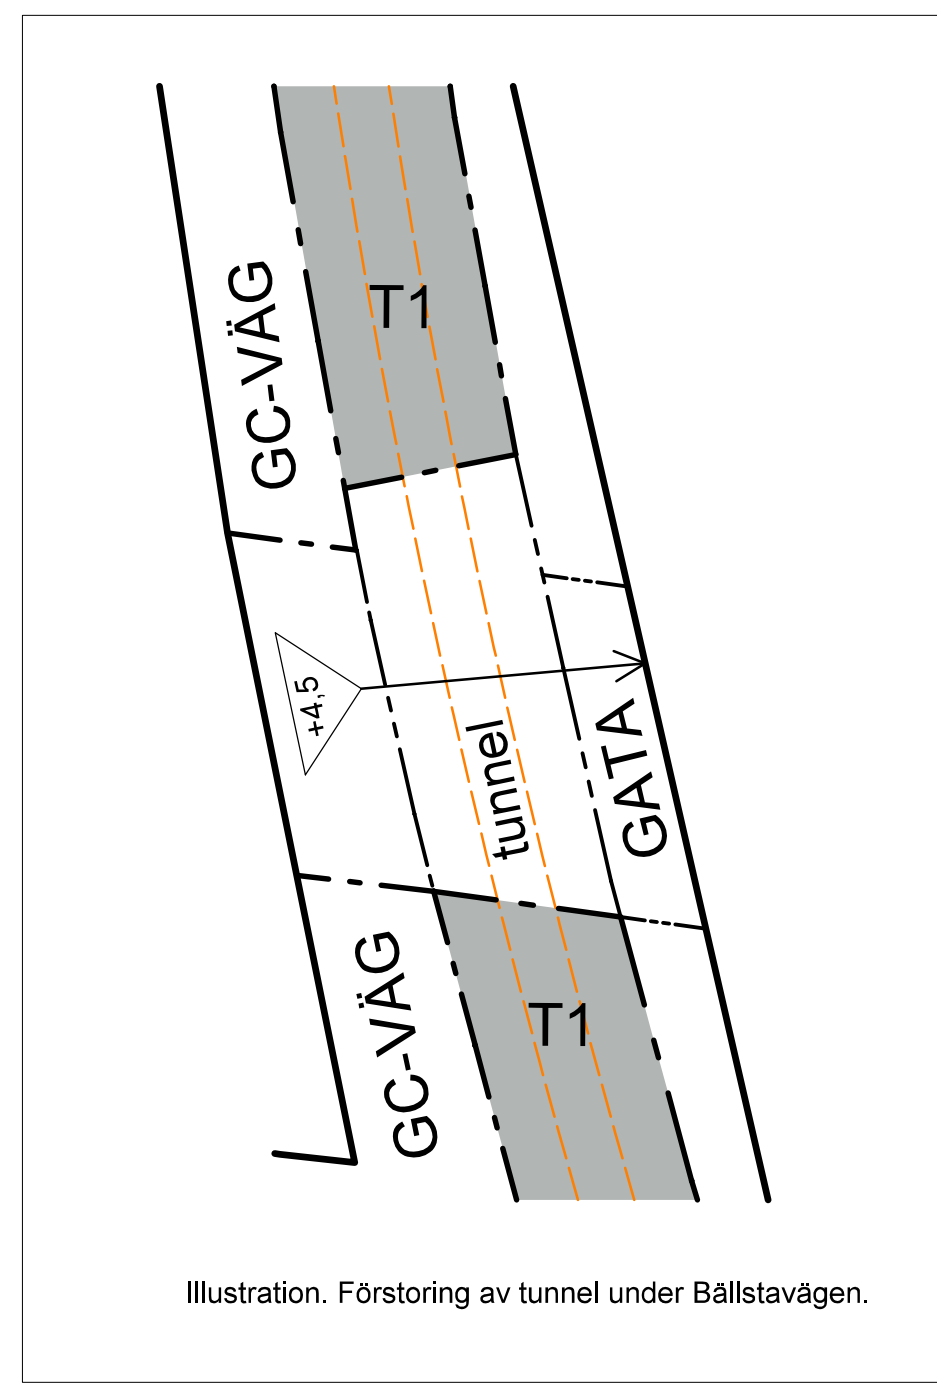 GC-VÄG
T1
+4,5
tunnel
GATA
GC-VÄG
T1
Illustration. Förstoring av tunnel under Bällstavägen.